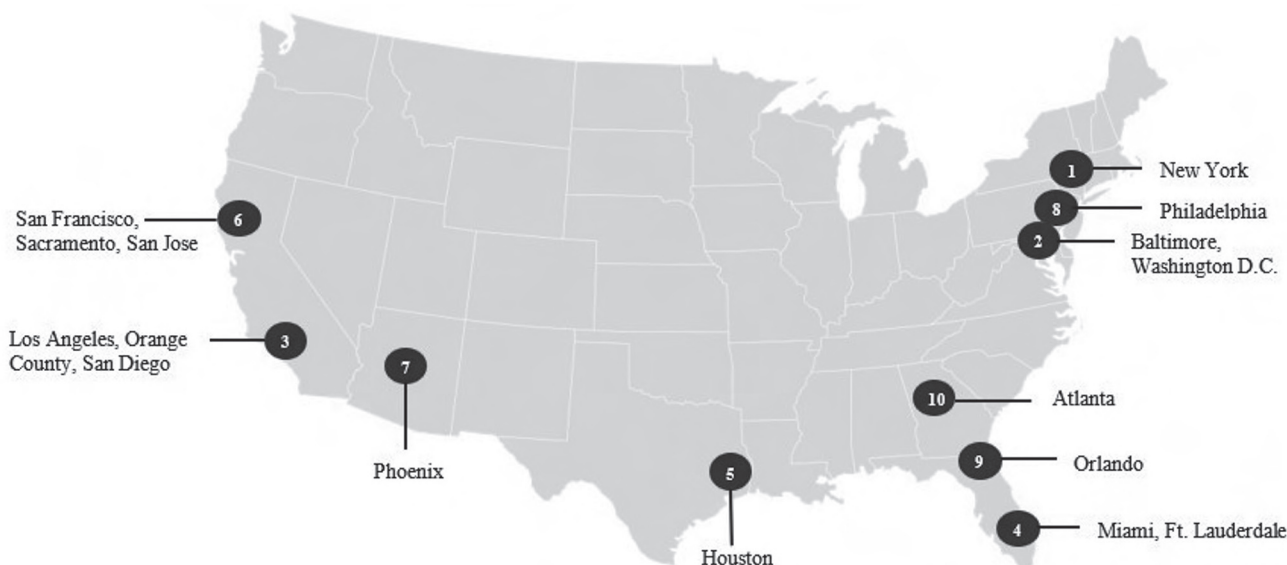 1
New York
8
Philadelphia
2
Baltimore,
Washington D.C.
San Francisco,
Sacramento, San Jose
6
Los Angeles, Orange
County, San Diego
3
7
Phoenix
10
Atlanta
9
Orlando
5
Houston
4
Miami, Ft. Lauderdale